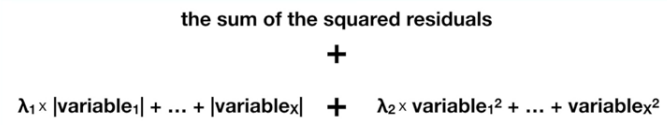 the sum of the squared residuals
+
λ₁ × |variable₁| + ... + |variableₓ| + λ₂ × variable₁² + ... + variableₓ²